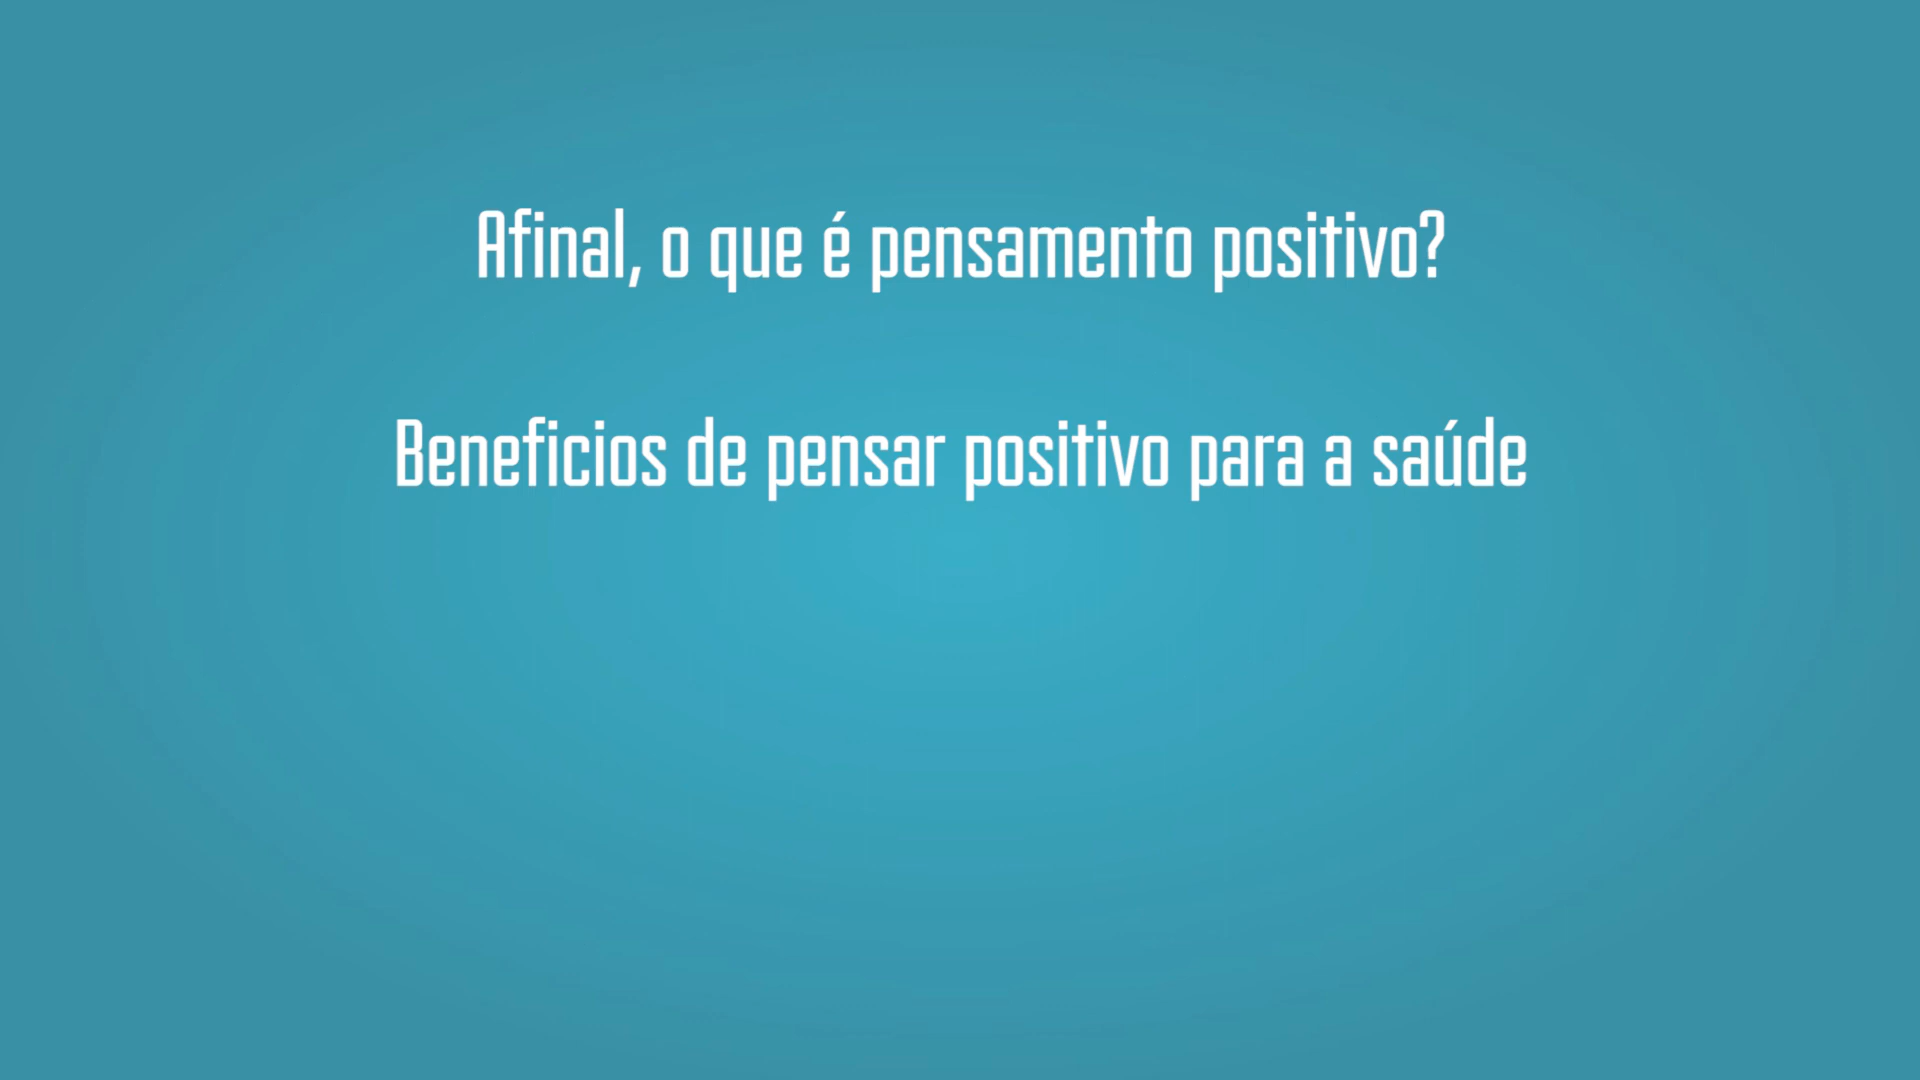 Afinal, o que é pensamento positivo?
Beneficios de pensar positivo para a saúde